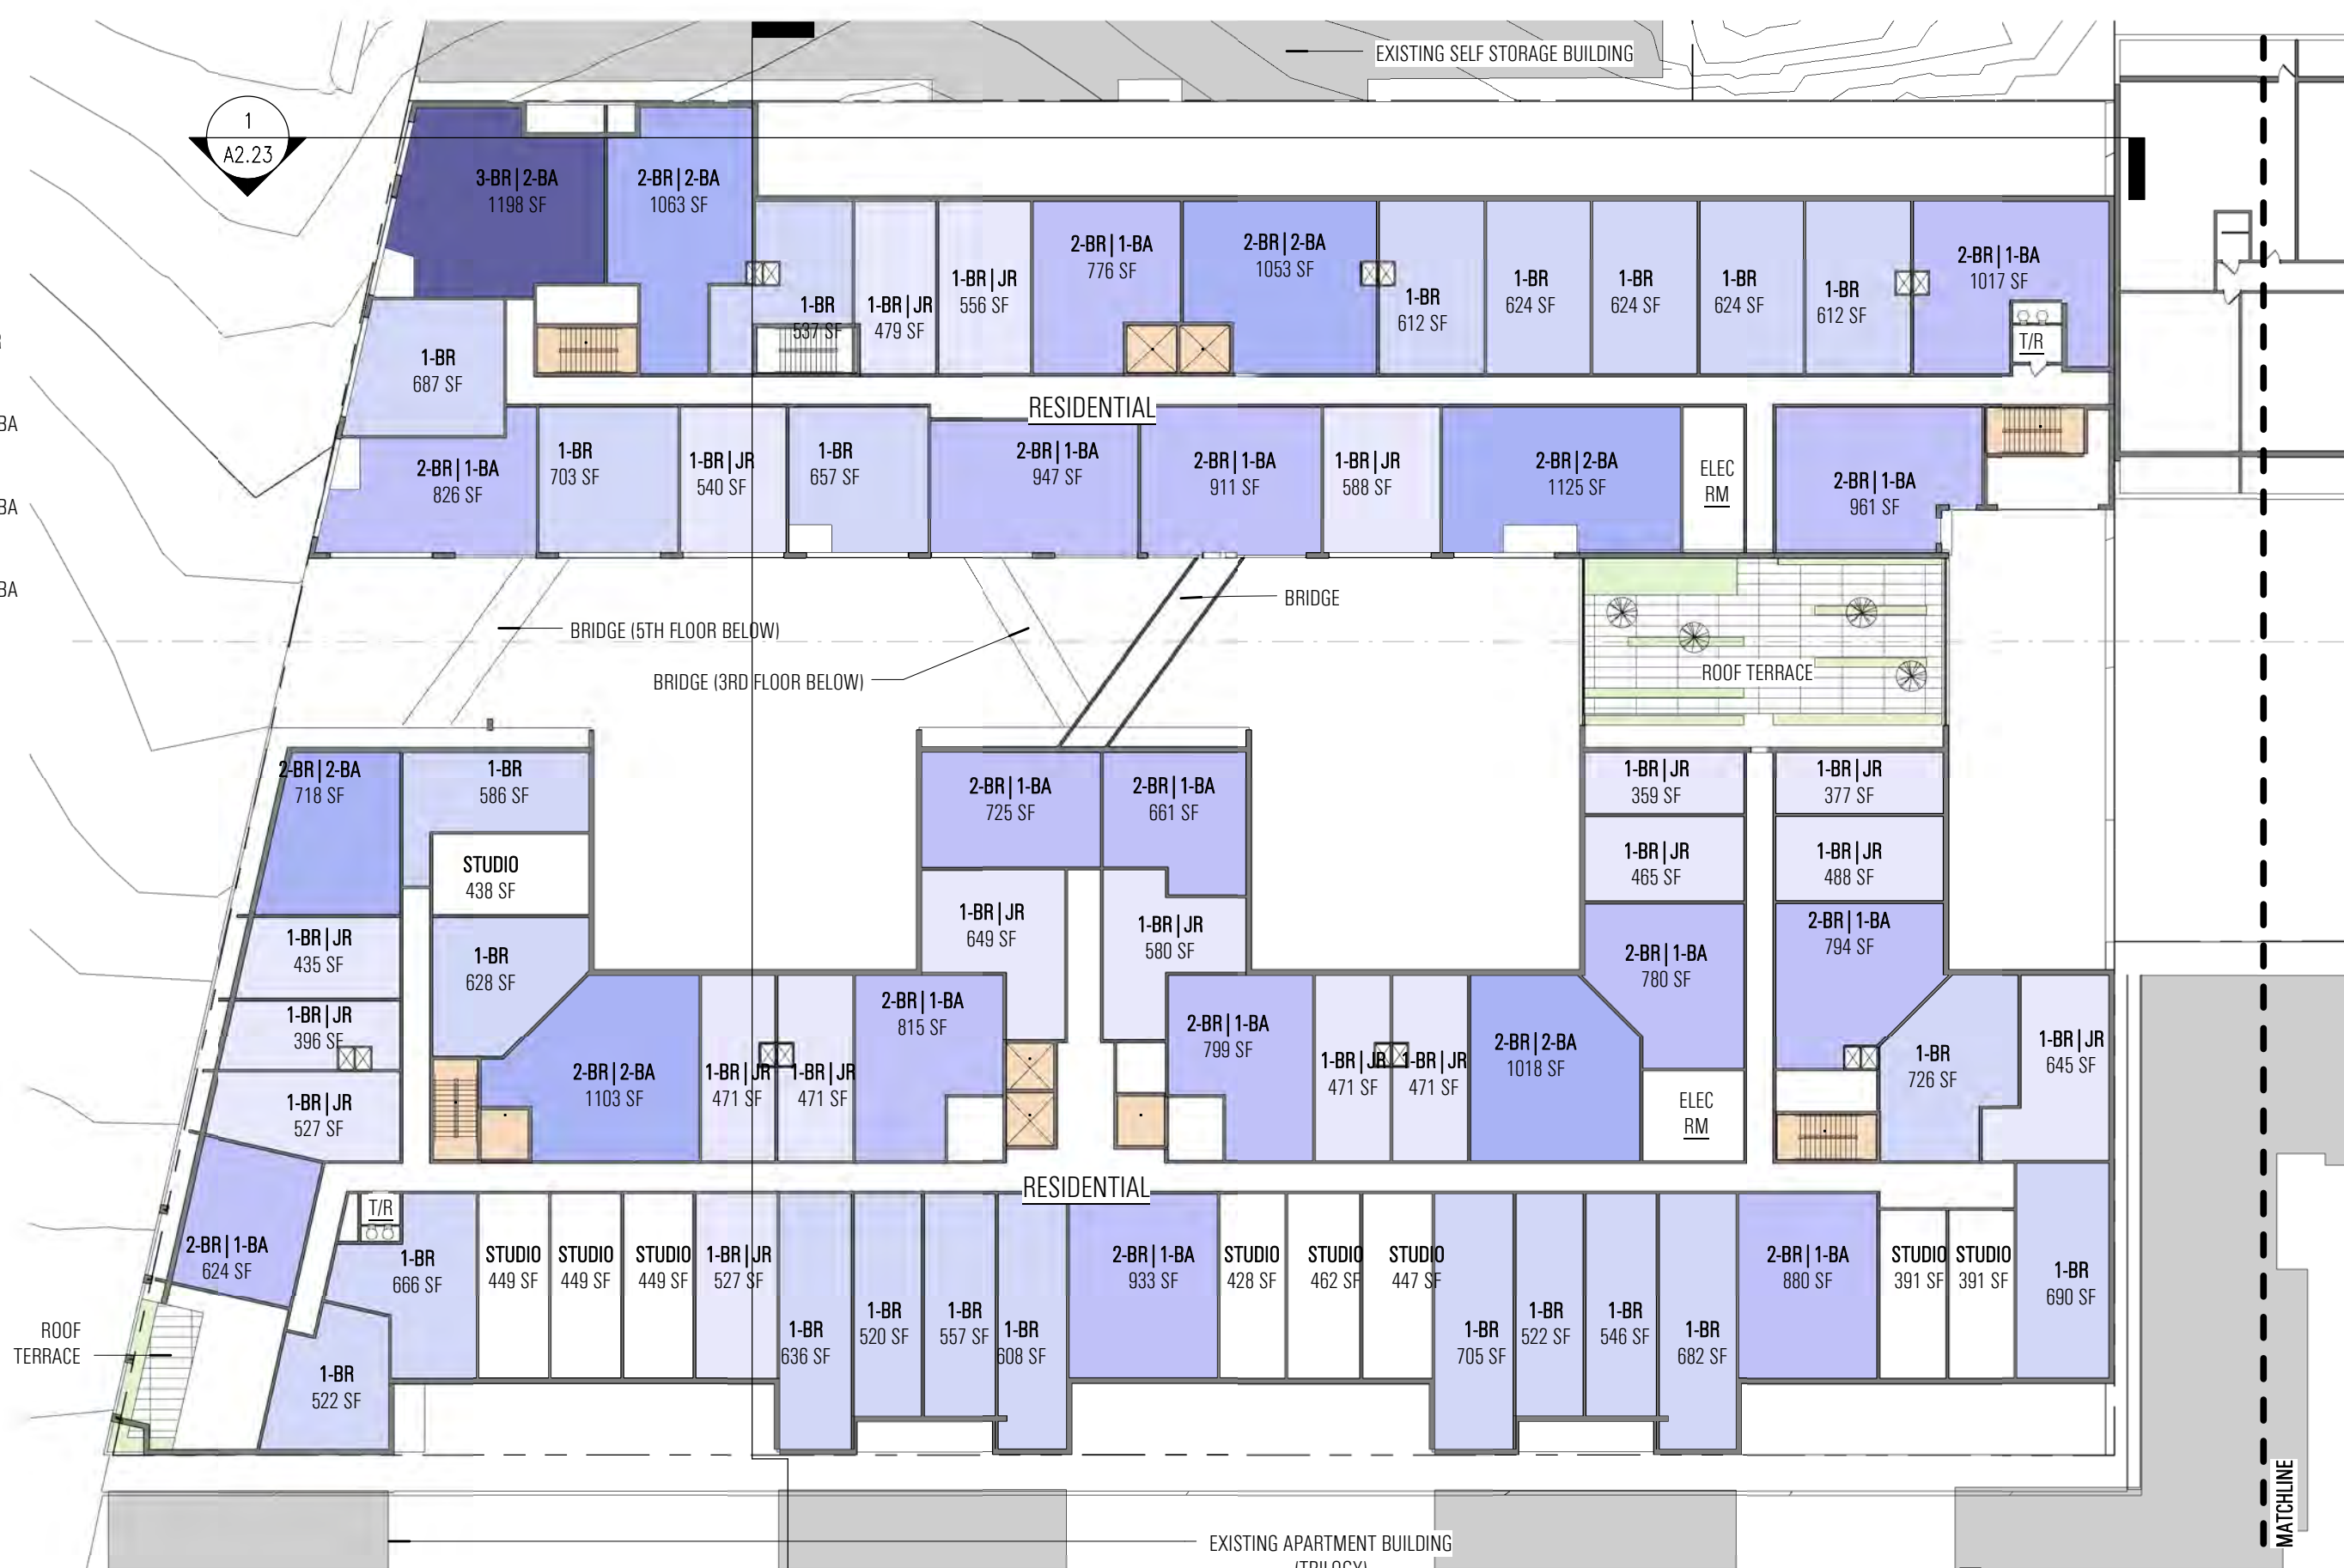 EXISTING SELF STORAGE BUILDING
1
A2.23
3-BR | 2-BA
1198 SF
2-BR | 2-BA
1063 SF
1-BR
537 SF
1-BR | JR
479 SF
1-BR | JR
556 SF
2-BR | 1-BA
776 SF
2-BR | 2-BA
1053 SF
1-BR
612 SF
1-BR
624 SF
1-BR
624 SF
1-BR
624 SF
1-BR
612 SF
2-BR | 1-BA
1017 SF
T/R
1-BR
687 SF
RESIDENTIAL
BA
BA
BA
2-BR | 1-BA
826 SF
1-BR
703 SF
1-BR | JR
540 SF
1-BR
657 SF
2-BR | 1-BA
947 SF
2-BR | 1-BA
911 SF
1-BR | JR
588 SF
2-BR | 2-BA
1125 SF
ELEC
RM
2-BR | 1-BA
961 SF
BRIDGE
BRIDGE (5TH FLOOR BELOW)
BRIDGE (3RD FLOOR BELOW)
ROOF TERRACE
2-BR | 2-BA
718 SF
1-BR
586 SF
STUDIO
438 SF
2-BR | 1-BA
725 SF
2-BR | 1-BA
661 SF
1-BR | JR
359 SF
1-BR | JR
377 SF
1-BR | JR
465 SF
1-BR | JR
488 SF
1-BR | JR
435 SF
1-BR
628 SF
1-BR | JR
649 SF
1-BR | JR
580 SF
2-BR | 1-BA
780 SF
2-BR | 1-BA
794 SF
1-BR | JR
396 SF
2-BR | 1-BA
815 SF
2-BR | 1-BA
799 SF
2-BR | 2-BA
1018 SF
1-BR
726 SF
1-BR | JR
645 SF
1-BR | JR
527 SF
2-BR | 2-BA
1103 SF
1-BR | JR
471 SF
1-BR | JR
471 SF
1-BR | JR
471 SF
1-BR | JR
471 SF
ELEC
RM
RESIDENTIAL
T/R
2-BR | 1-BA
624 SF
1-BR
666 SF
STUDIO
449 SF
STUDIO
449 SF
STUDIO
449 SF
1-BR | JR
527 SF
1-BR
636 SF
1-BR
520 SF
1-BR
557 SF
1-BR
608 SF
2-BR | 1-BA
933 SF
STUDIO
428 SF
STUDIO
462 SF
STUDIO
447 SF
1-BR
705 SF
1-BR
522 SF
1-BR
546 SF
1-BR
682 SF
2-BR | 1-BA
880 SF
STUDIO
391 SF
STUDIO
391 SF
1-BR
690 SF
ROOF
TERRACE
1-BR
522 SF
MATCHLINE
EXISTING APARTMENT BUILDING
(TRILOGY)